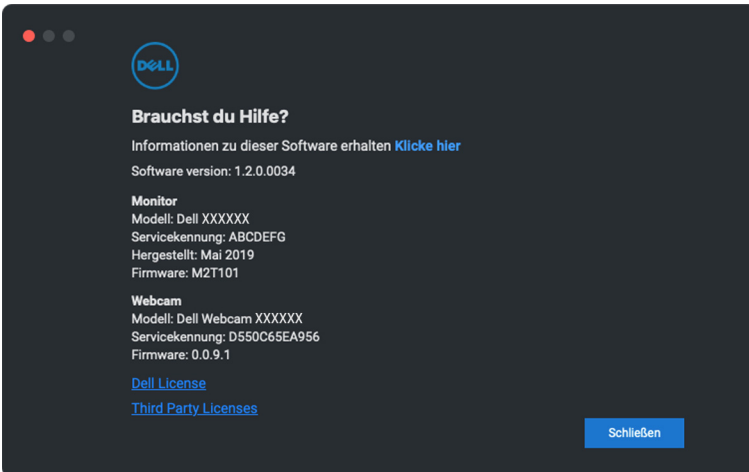 DELL
Brauchst du Hilfe?
Informationen zu dieser Software erhalten Klicke hier
Software version: 1.2.0.0034
Monitor
Modell: Dell XXXXXX
Servicekennung: ABCDEFG
Hergestellt: Mai 2019
Firmware: M2T101
Webcam
Modell: Dell Webcam XXXXXX
Servicekennung: D550C65EA956
Firmware: 0.0.9.1
Dell License
Third Party Licenses
Schließen